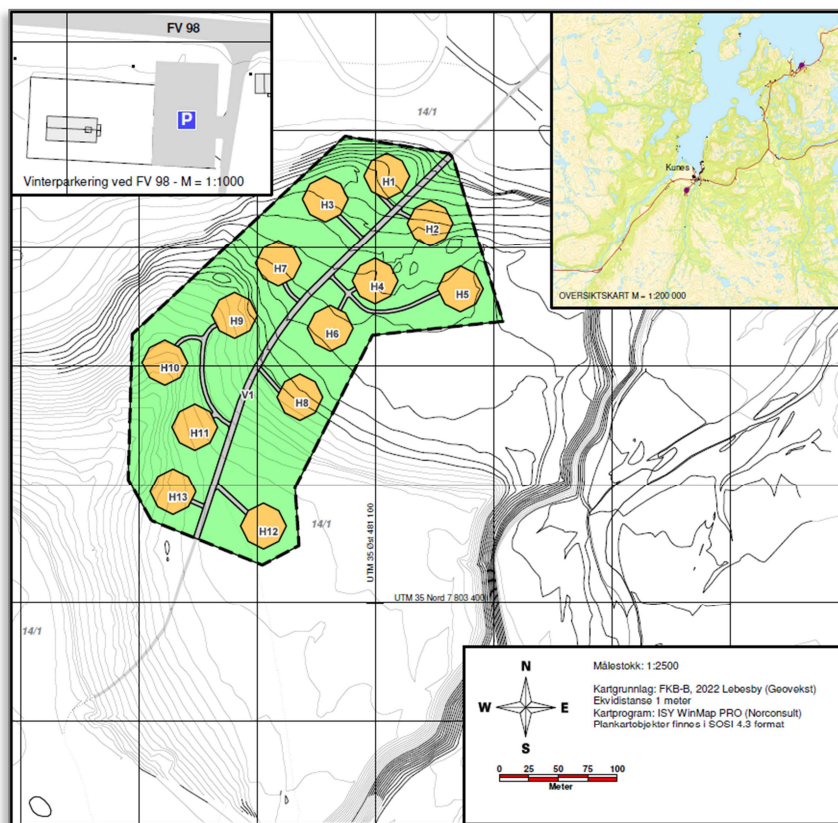 FV 98
P
Vinterparkering ved FV 98 - M = 1:1000
Kunes
OVERSIKTSKART M = 1:200 000
14/1
H1
H3
H2
H7
H4
H5
H9
H6
H10
V1
H8
H11
H13
H12
14/1
UTM 35 Øst 481 100
UTM 35 Nord 7 803 400
14/1
N
W E
S
Målestokk: 1:2500
Kartgrunnlag: FKB-B, 2022 Lebesby (Geovekst)
Ekvidistanse 1 meter
Kartprogram: ISY WinMap PRO (Norconsult)
Plankartobjekter finnes i SOSI 4.3 format
0 25 50 75 100
Meter